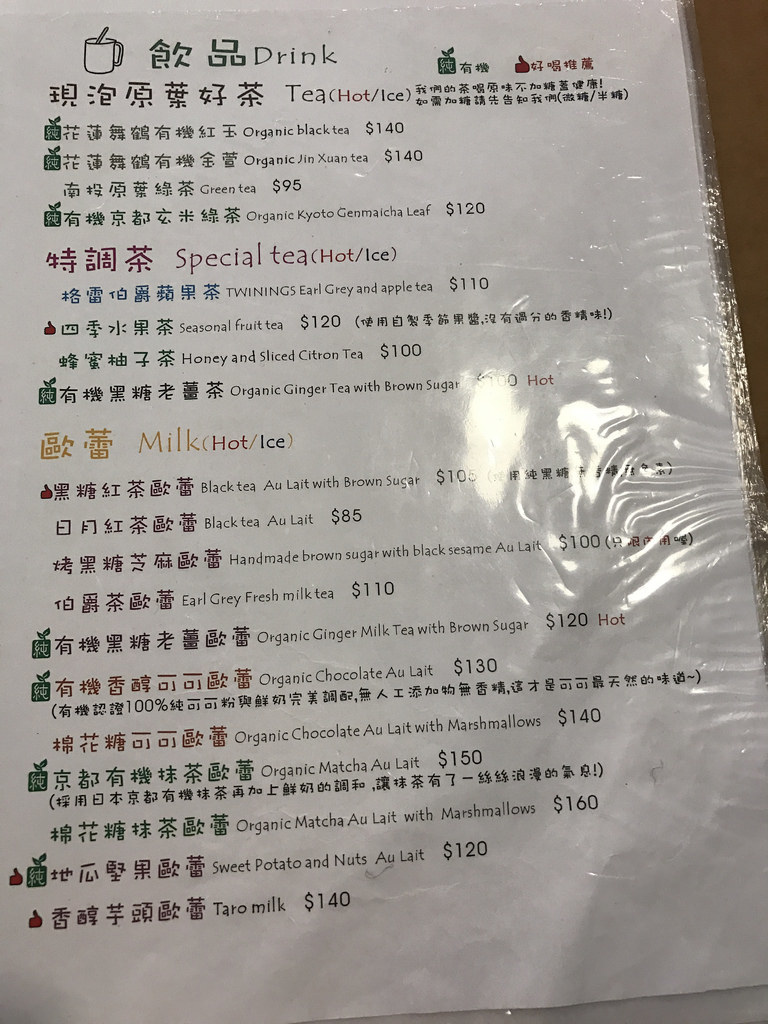 飲品Drink
純 有機 好喝推薦
現泡原葉好茶 Tea(Hot/Ice) 我們的茶喝原味不加糖蓋健康!
如需加糖請先告知我們(微糖/半糖)
純 花蓮舞鶴有機紅玉 Organic black tea $140
純 花蓮舞鶴有機金萱 Organic Jin Xuan tea $140
南投原葉綠茶 Green tea $95
純 有機京都玄米綠茶 Organic Kyoto Genmaicha Leaf $120
特調茶 Special tea(Hot/Ice)
格雷伯爵蘋果茶 TWININGS Earl Grey and apple tea $110
四季水果茶 Seasonal fruit tea $120 (使用自製季節果醬,沒有過分的香精味!)
蜂蜜柚子茶 Honey and Sliced Citron Tea $100
純 有機黑糖老薑茶 Organic Ginger Tea with Brown Sugar Hot
歐蕾 Milk(Hot/Ice)
黑糖紅茶歐蕾 Black tea Au Lait with Brown Sugar $105
日月紅茶歐蕾 Black tea Au Lait $85
烤黑糖芝麻歐蕾 Handmade brown sugar with black sesame Au Lait $100 (只限內用喔)
伯爵茶歐蕾 Earl Grey Fresh milk tea $110
純 有機黑糖老薑歐蕾 Organic Ginger Milk Tea with Brown Sugar $120 Hot
純 有機香醇可可歐蕾 Organic Chocolate Au Lait $130
(有機認證100%純可可粉與鮮奶完美調配,無人工添加物無香精,這才是可可最天然的味道~)
棉花糖可可歐蕾 Organic Chocolate Au Lait with Marshmallows $140
純 京都有機抹茶歐蕾 Organic Matcha Au Lait $150
(採用日本京都有機抹茶再加上鮮奶的調和,讓抹茶有了一絲絲浪漫的氣息!)
棉花糖抹茶歐蕾 Organic Matcha Au Lait with Marshmallows $160
純 地瓜堅果歐蕾 Sweet Potato and Nuts Au Lait $120
香醇芋頭歐蕾 Taro milk $140